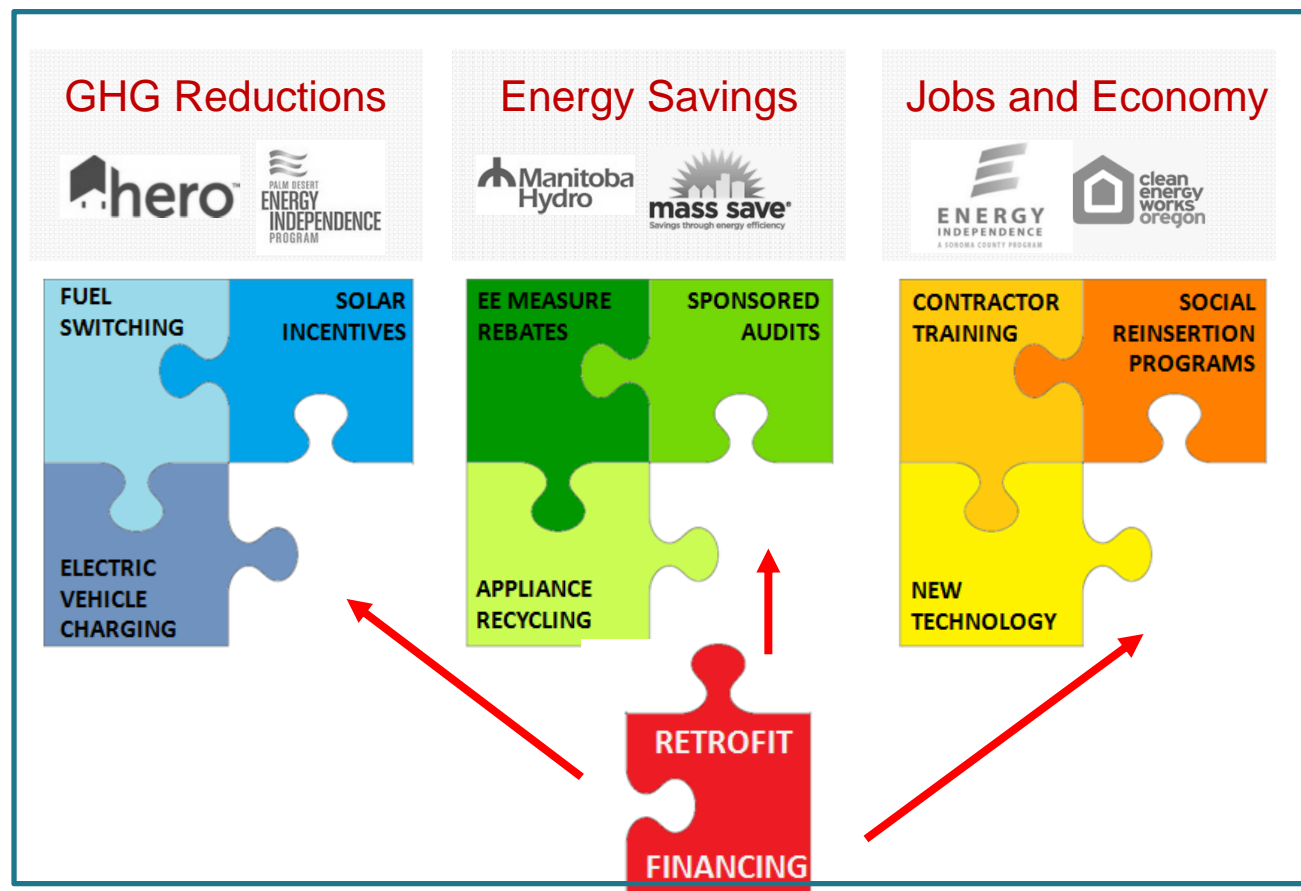 GHG Reductions
hero™
PALM DESERT
ENERGY
INDEPENDENCE
PROGRAM
Energy Savings
Manitoba
Hydro
mass save®
Savings through energy efficiency
Jobs and Economy
ENERGY
INDEPENDENCE
A SONOMA COUNTY PROGRAM
clean
energy
works
oregon
FUEL
SWITCHING
SOLAR
INCENTIVES
ELECTRIC
VEHICLE
CHARGING
EE MEASURE
REBATES
SPONSORED
AUDITS
APPLIANCE
RECYCLING
CONTRACTOR
TRAINING
SOCIAL
REINSERTION
PROGRAMS
NEW
TECHNOLOGY
RETROFIT
FINANCING